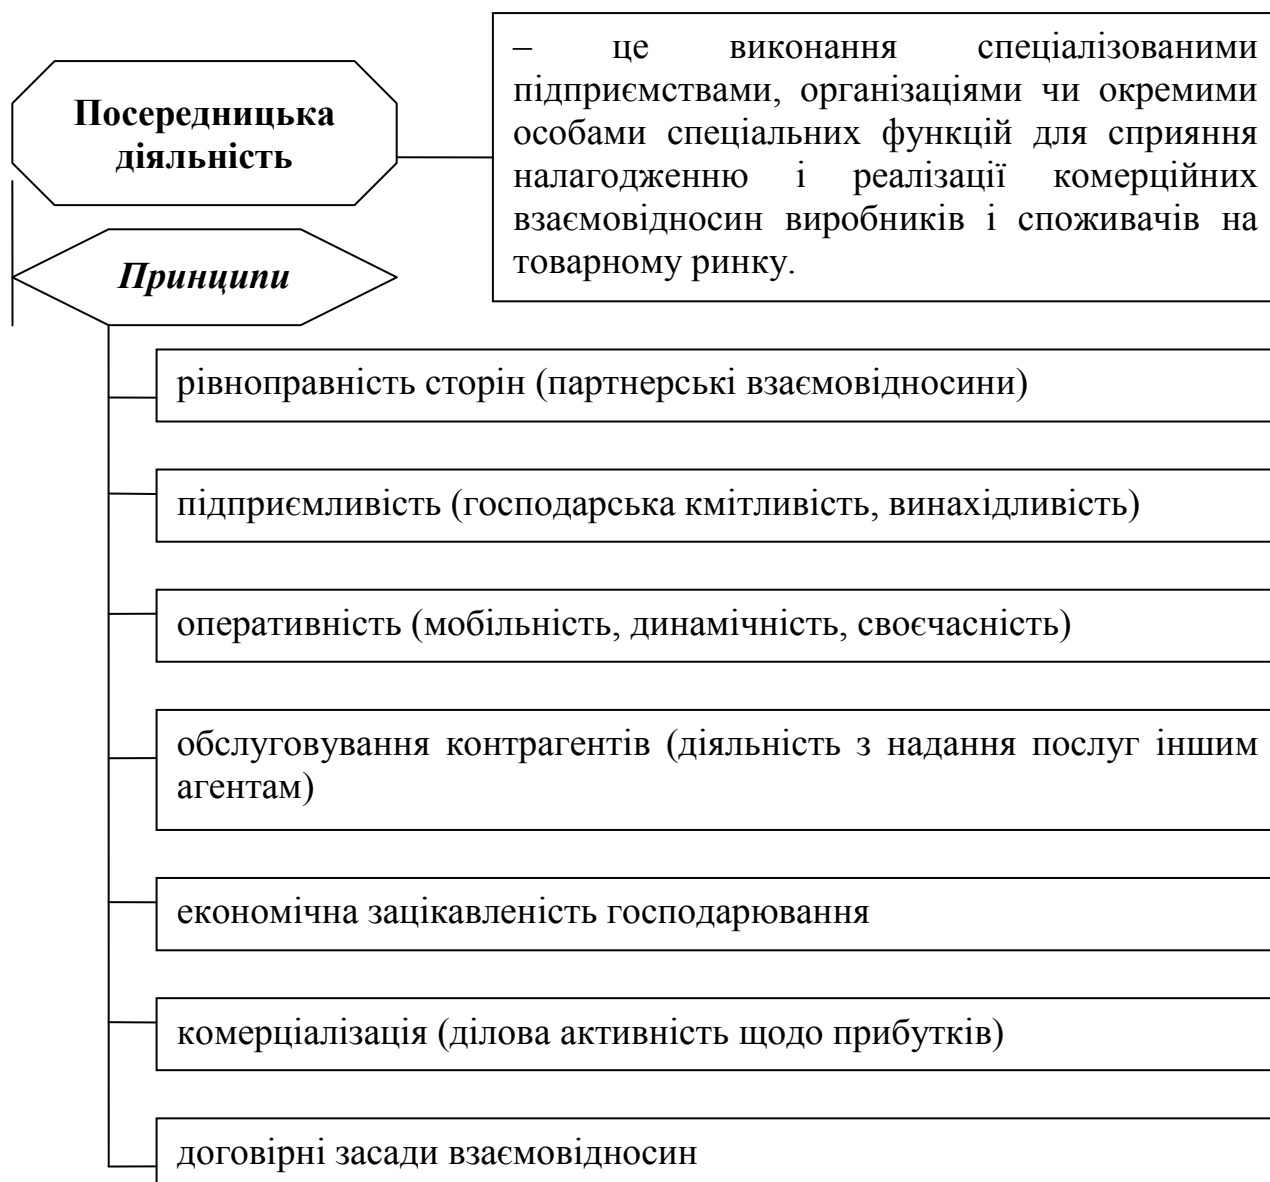 Посередницька
діяльність
– це виконання спеціалізованими
підприємствами, організаціями чи окремими
особами спеціальних функцій для сприяння
налагодженню і реалізації комерційних
взаємовідносин виробників і споживачів на
товарному ринку.
Принципи
рівноправність сторін (партнерські взаємовідносини)
підприємливість (господарська кмітливість, винахідливість)
оперативність (мобільність, динамічність, своєчасність)
обслуговування контрагентів (діяльність з надання послуг іншим
агентам)
економічна зацікавленість господарювання
комерціалізація (ділова активність щодо прибутків)
договірні засади взаємовідносин